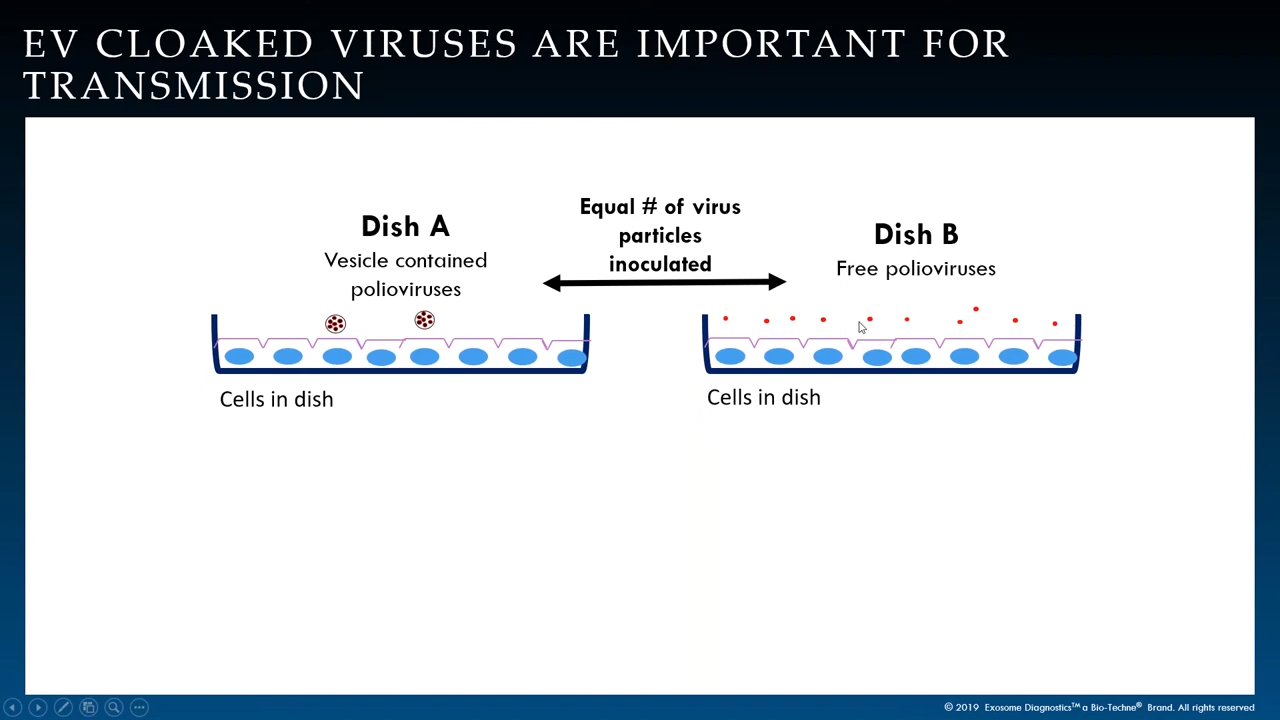 EV CLOAKED VIRUSES ARE IMPORTANT FOR
TRANSMISSION
Equal # of virus
particles
inoculated
Dish A
Vesicle contained
polioviruses
Dish B
Free polioviruses
Cells in dish
Cells in dish
© 2019 Exosome Diagnostics™ a Bio-Techne® Brand. All rights reserved